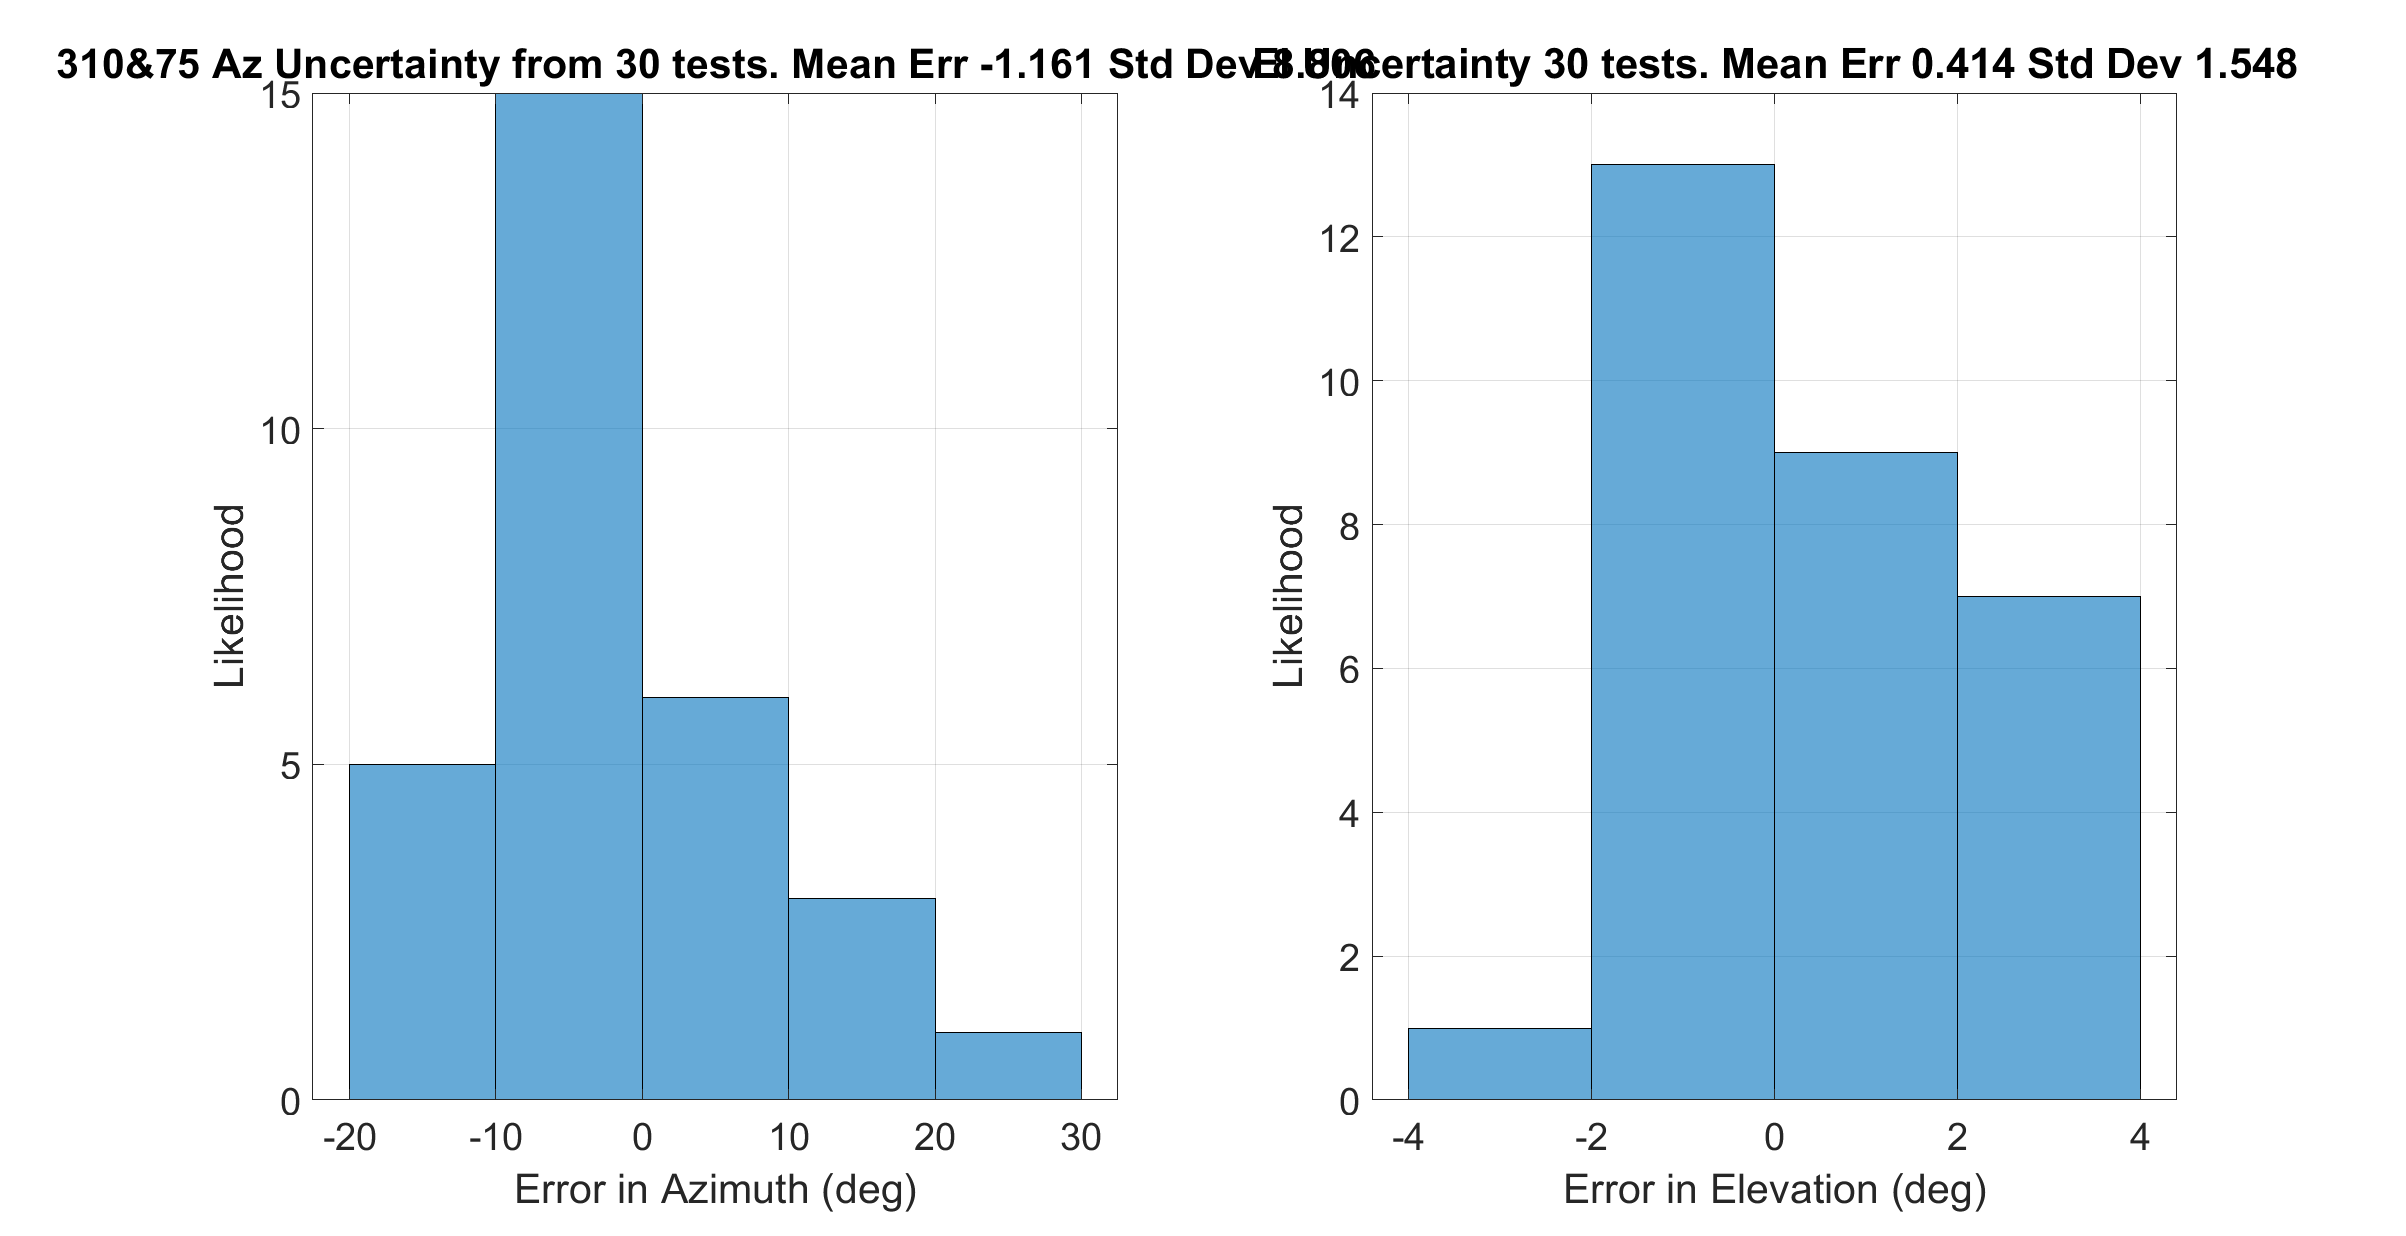 310&75 Az Uncertainty from 30 tests. Mean Err -1.161 Std Dev
El Uncertainty 30 tests. Mean Err 0.414 Std Dev 1.548
15
10
5
0
Likelihood
-20 -10 0 10 20 30
Error in Azimuth (deg)
14
12
10
8
6
4
2
0
Likelihood
-4 -2 0 2 4
Error in Elevation (deg)